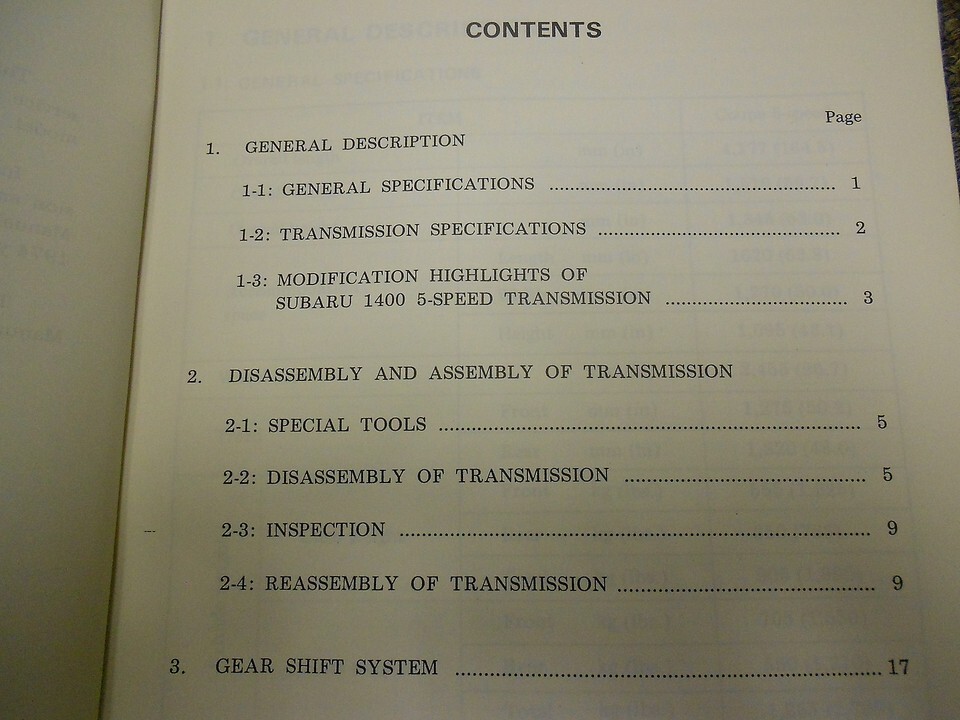 CONTENTS
Page
1. GENERAL DESCRIPTION
1-1: GENERAL SPECIFICATIONS ........................................................ 1
1-2: TRANSMISSION SPECIFICATIONS ................................................ 2
1-3: MODIFICATION HIGHLIGHTS OF
SUBARU 1400 5-SPEED TRANSMISSION .................................... 3
2. DISASSEMBLY AND ASSEMBLY OF TRANSMISSION
2-1: SPECIAL TOOLS ................................................................................ 5
2-2: DISASSEMBLY OF TRANSMISSION .............................................. 5
2-3: INSPECTION ........................................................................................ 9
2-4: REASSEMBLY OF TRANSMISSION ................................................ 9
3. GEAR SHIFT SYSTEM ................................................................................ 17